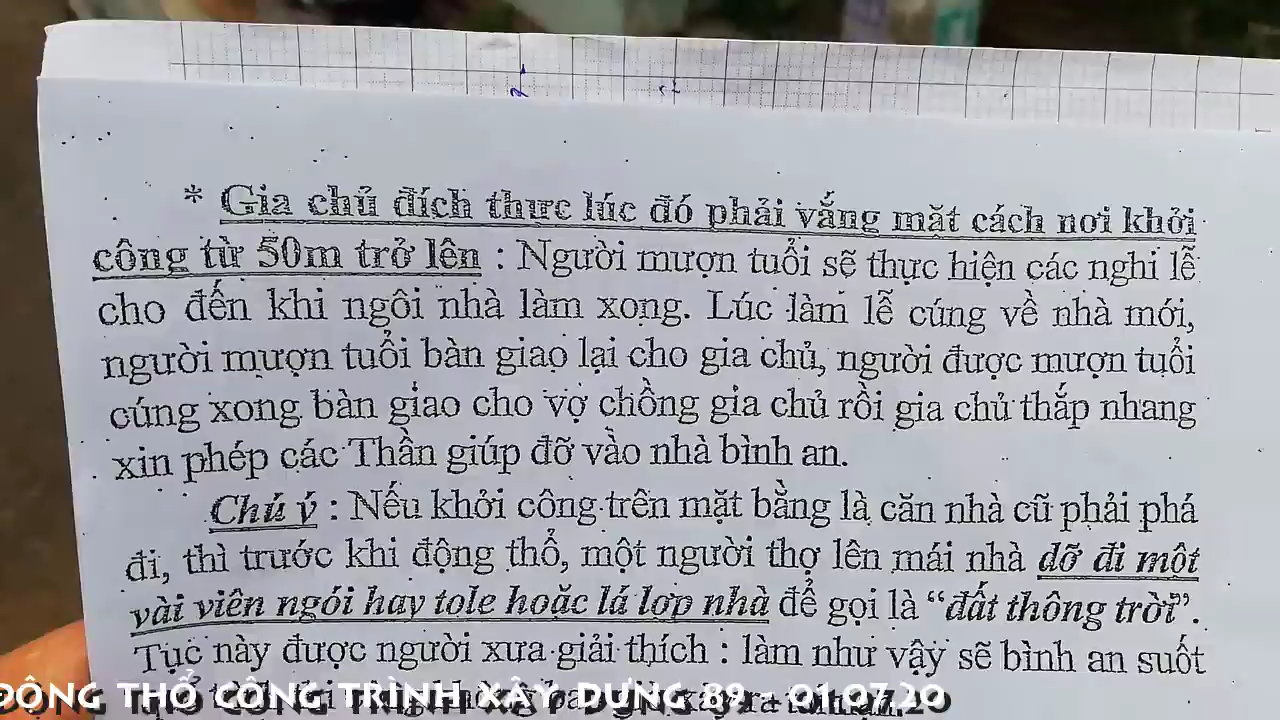 * Gia chủ đích thực lúc đó phải vắng mặt cách nơi khởi
công từ 50m trở lên : Người mượn tuổi sẽ thực hiện các nghi lễ
cho đến khi ngôi nhà làm xong. Lúc làm lễ cúng về nhà mới,
người mượn tuổi bàn giao lại cho gia chủ, người được mượn tuổi
cúng xong bàn giao cho vợ chồng gia chủ rồi gia chủ thắp nhang
xin phép các Thần giúp đỡ vào nhà bình an.
Chú ý : Nếu khởi công trên mặt bằng là căn nhà cũ phải phá
đi, thì trước khi động thổ, một người thợ lên mái nhà dỡ đi một
vài viên ngói hay tole hoặc lá lợp nhà để gọi là “đất thông trời”.
Tục này được người xưa giải thích : làm như vậy sẽ bình an suốt
ĐỘNG THỔ CÔNG TRÌNH XÂY DỰNG 89 - 01.07.20